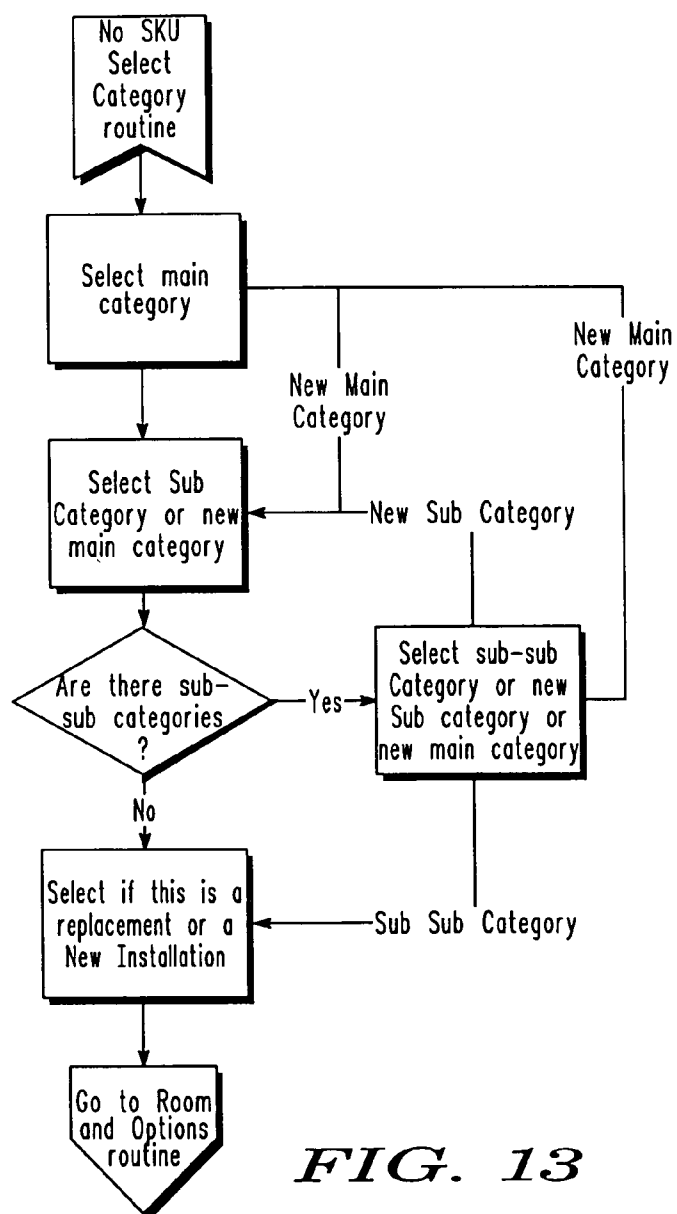 No SKU
Select
Category
routine
Select main
category
New Main
Category
New Main
Category
Select Sub
Category or new
main category
New Sub Category
Are there sub-
sub categories
?
Yes
Select sub-sub
Category or new
Sub category or
new main category
No
Select if this is a
replacement or a
New Installation
Sub Sub Category
Go to Room
and Options
routine
FIG. 13